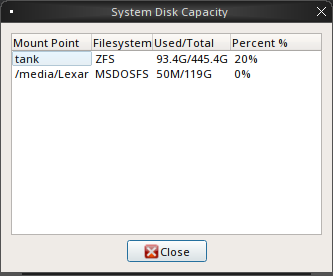 System Disk Capacity
Mount Point Filesystem Used/Total Percent %
tank ZFS 93.4G/445.4G 20%
/media/Lexar MSDOSFS 50M/119G 0%
Close